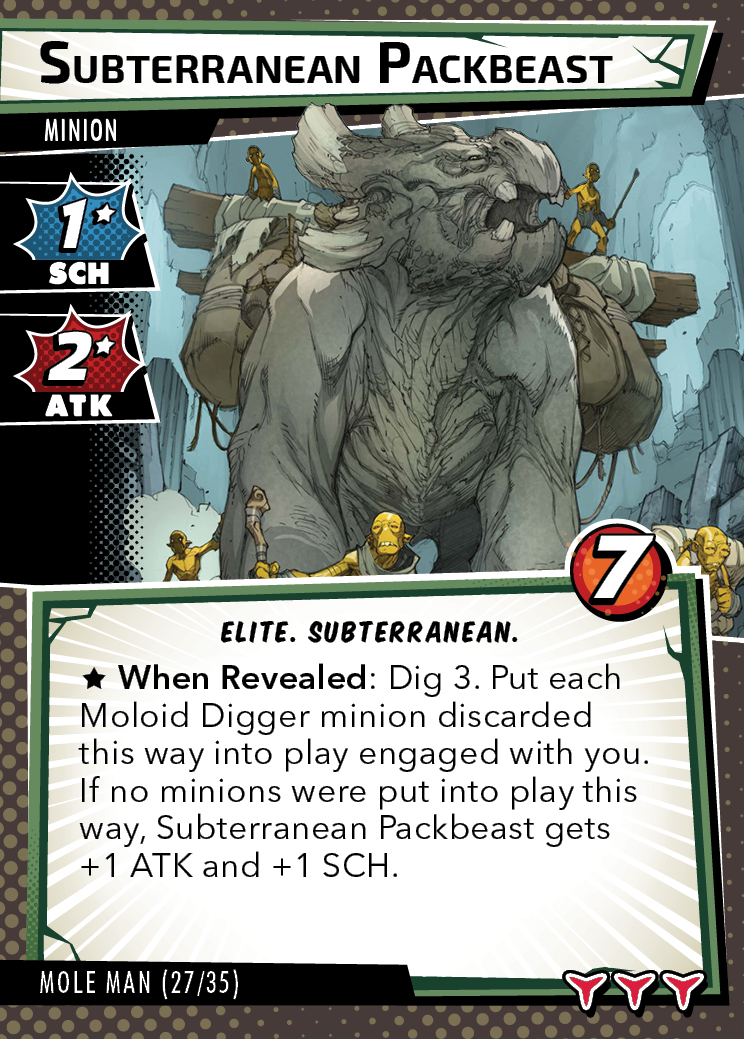 Subterranean Packbeast
MINION
1★
SCH
2★
ATK
7
ELITE. SUBTERRANEAN.
★ When Revealed: Dig 3. Put each
Moloid Digger minion discarded
this way into play engaged with you.
If no minions were put into play this
way, Subterranean Packbeast gets
+1 ATK and +1 SCH.
MOLE MAN (27/35)